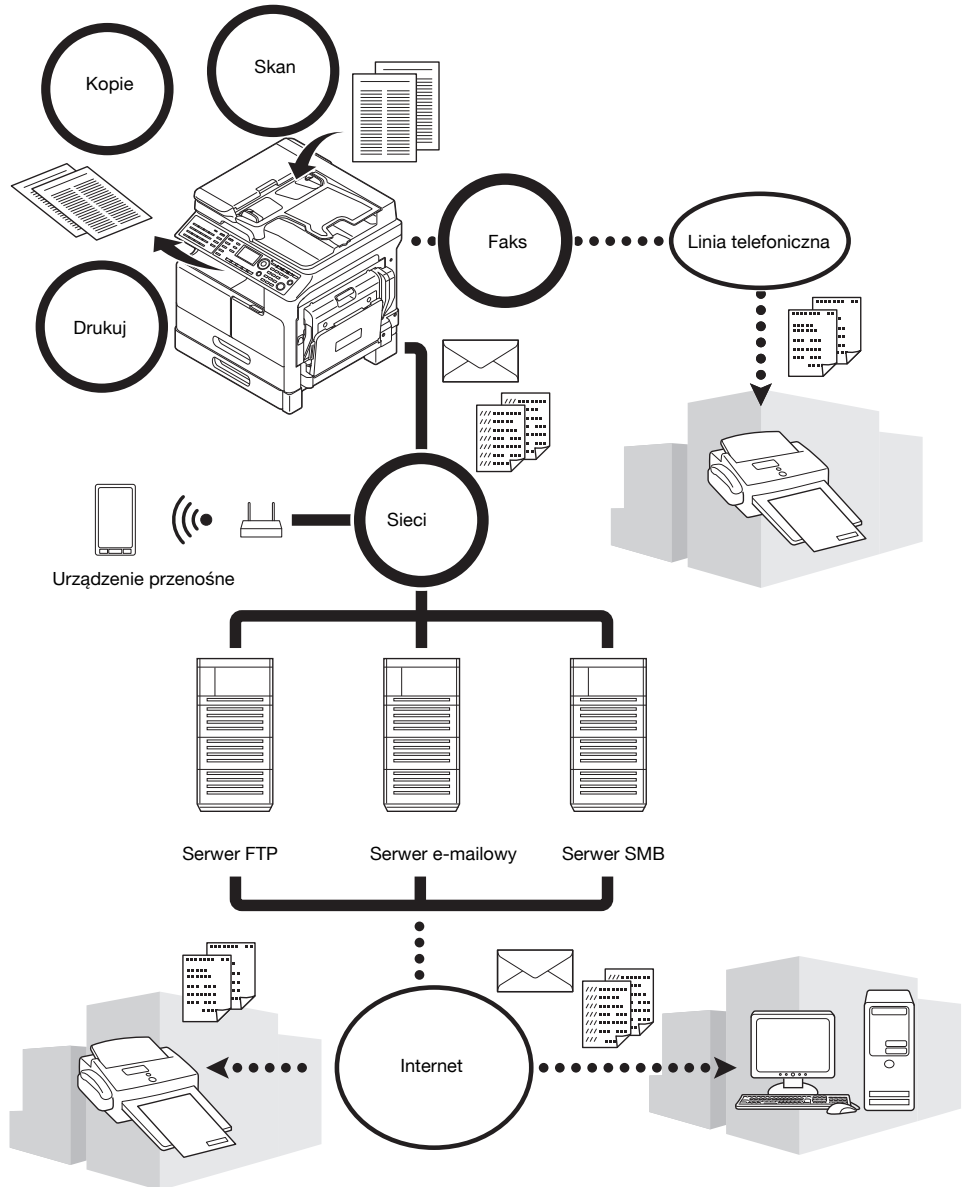 Skan
Kopie
Faks
Linia telefoniczna
Drukuj
Sieci
Urządzenie przenośne
Serwer FTP
Serwer e-mailowy
Serwer SMB
Internet